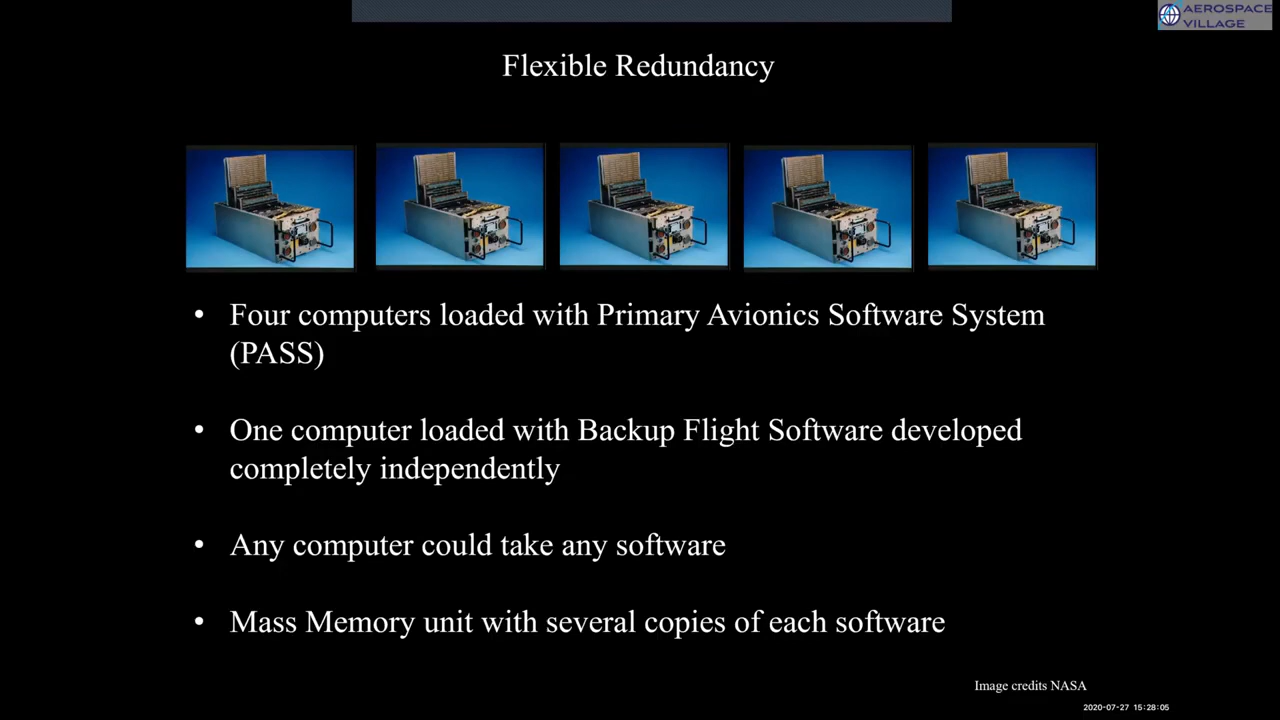 AEROSPACE
VILLAGE
Flexible Redundancy
• Four computers loaded with Primary Avionics Software System
(PASS)
• One computer loaded with Backup Flight Software developed
completely independently
• Any computer could take any software
• Mass Memory unit with several copies of each software
Image credits NASA
2020-07-27 15:28:05